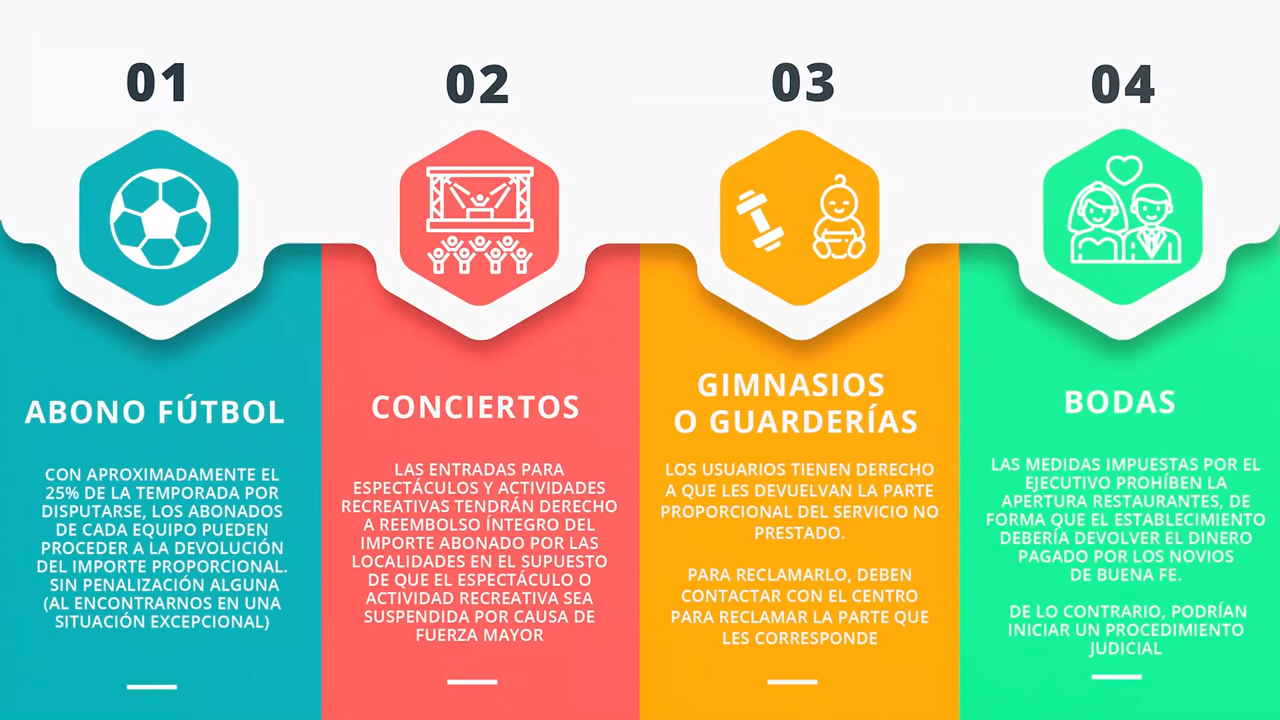 01
ABONO FÚTBOL
CON APROXIMADAMENTE EL
25% DE LA TEMPORADA POR
DISPUTARSE, LOS ABONADOS
DE CADA EQUIPO PUEDEN
PROCEDER A LA DEVOLUCIÓN
DEL IMPORTE PROPORCIONAL.
SIN PENALIZACIÓN ALGUNA
(AL ENCONTRARNOS EN UNA
SITUACIÓN EXCEPCIONAL)
02
CONCIERTOS
LAS ENTRADAS PARA
ESPECTÁCULOS Y ACTIVIDADES
RECREATIVAS TENDRÁN DERECHO
A REEMBOLSO ÍNTEGRO DEL
IMPORTE ABONADO POR LAS
LOCALIDADES EN EL SUPUESTO
DE QUE EL ESPECTÁCULO O
ACTIVIDAD RECREATIVA SEA
SUSPENDIDA POR CAUSA DE
FUERZA MAYOR
03
GIMNASIOS
O GUARDERÍAS
LOS USUARIOS TIENEN DERECHO
A QUE LES DEVUELVAN LA PARTE
PROPORCIONAL DEL SERVICIO NO
PRESTADO.
PARA RECLAMARLO, DEBEN
CONTACTAR CON EL CENTRO
PARA RECLAMAR LA PARTE QUE
LES CORRESPONDE
04
BODAS
LAS MEDIDAS IMPUESTAS POR EL
EJECUTIVO PROHÍBEN LA
APERTURA RESTAURANTES, DE
FORMA QUE EL ESTABLECIMIENTO
DEBERÍA DEVOLVER EL DINERO
PAGADO POR LOS NOVIOS
DE BUENA FE.
DE LO CONTRARIO, PODRÍAN
INICIAR UN PROCEDIMIENTO
JUDICIAL